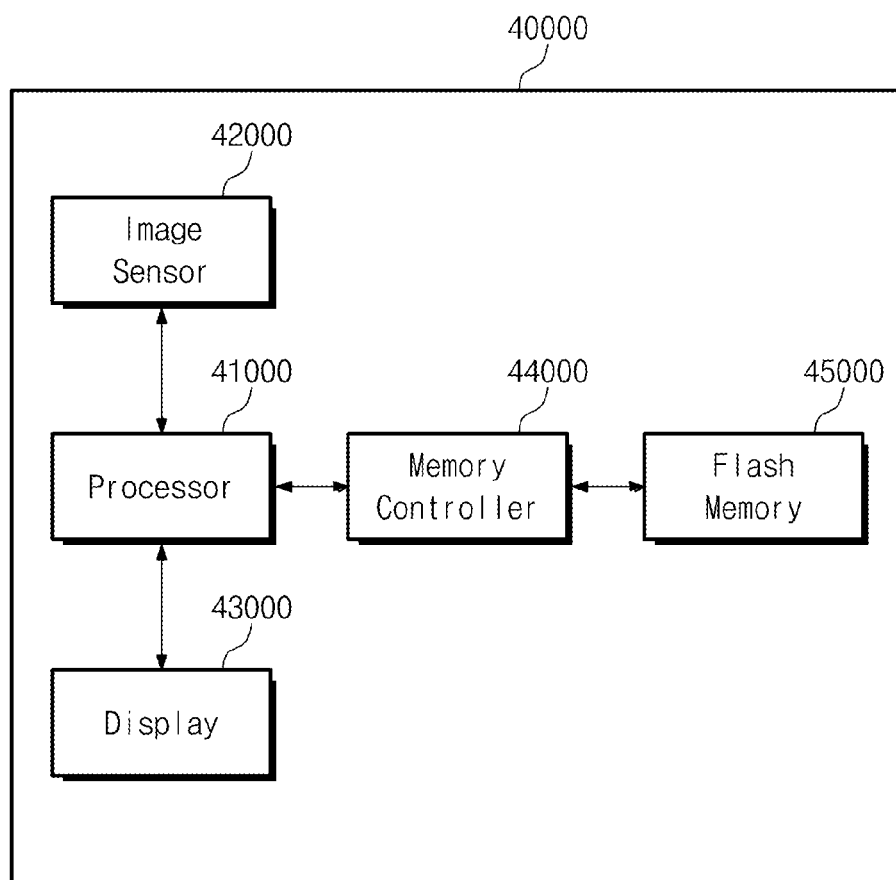 40000
42000
Image
Sensor
41000
44000
45000
Processor
Memory
Controller
Flash
Memory
43000
Display